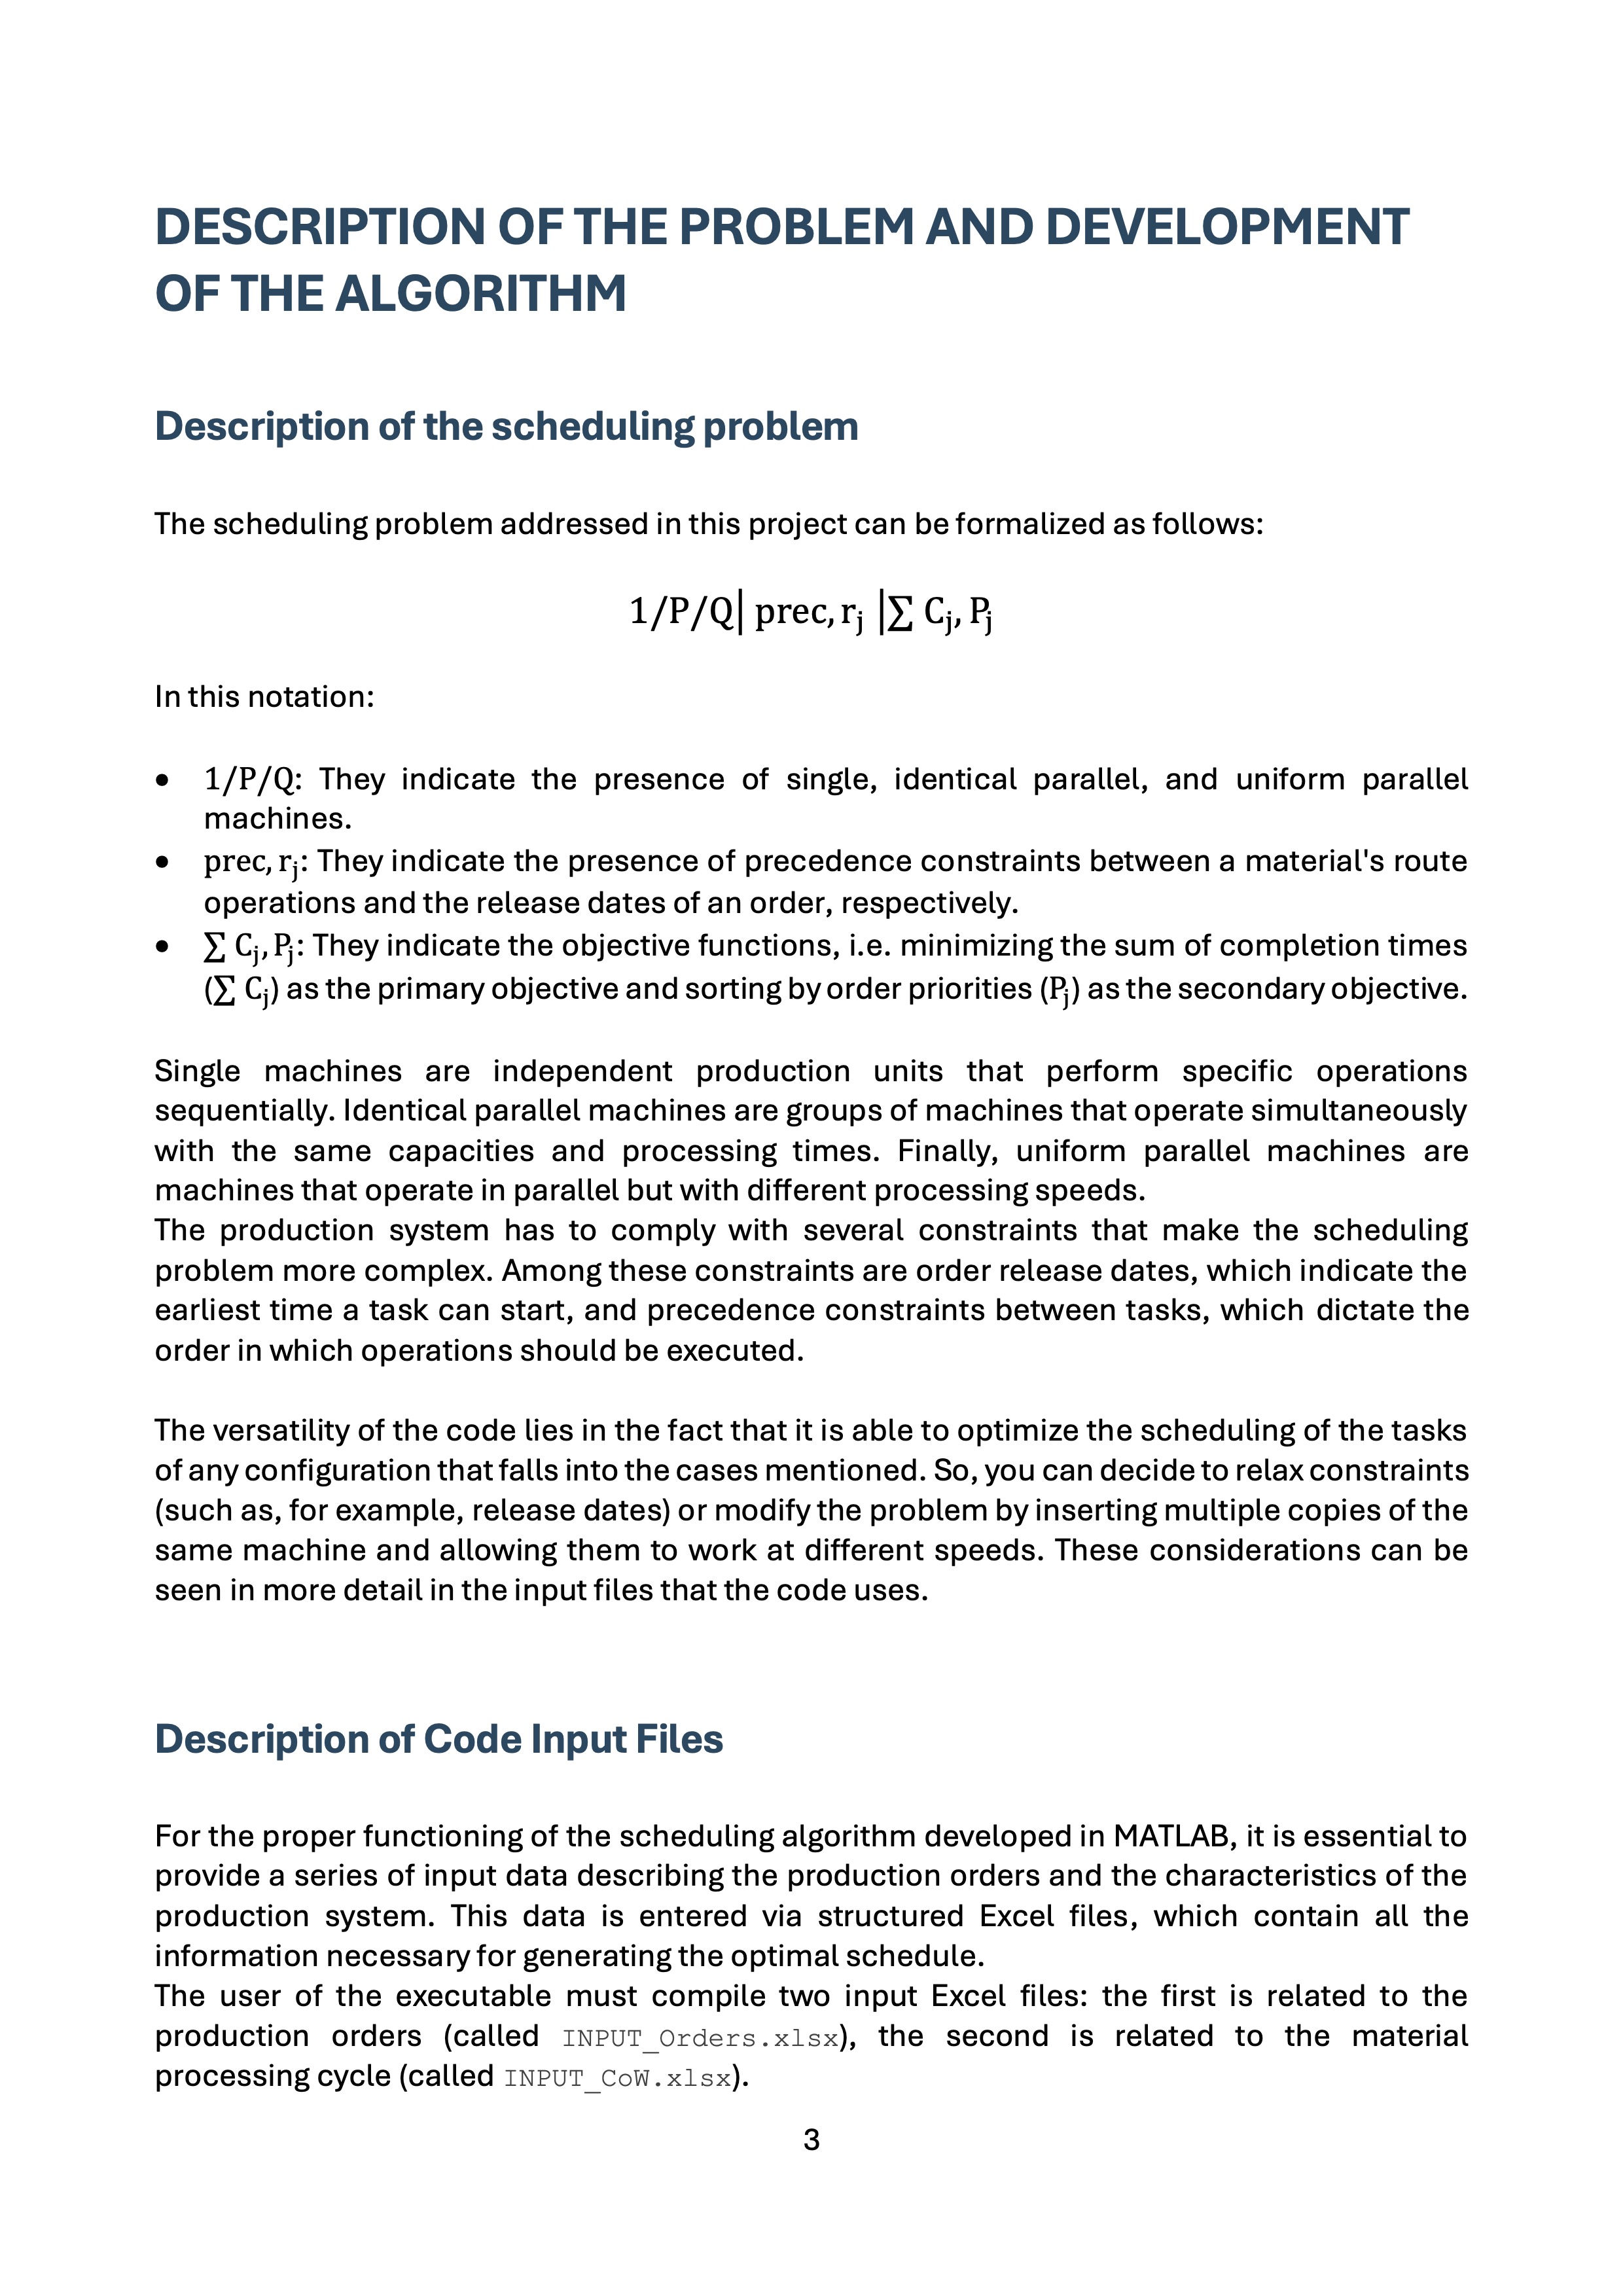 DESCRIPTION OF THE PROBLEM AND DEVELOPMENT
OF THE ALGORITHM
Description of the scheduling problem
The scheduling problem addressed in this project can be formalized as follows:
1/P/Q| prec, rⱼ |∑ Cⱼ, Pⱼ
In this notation:
• 1/P/Q: They indicate the presence of single, identical parallel, and uniform parallel
machines.
• prec, rⱼ: They indicate the presence of precedence constraints between a material's route
operations and the release dates of an order, respectively.
• ∑ Cⱼ, Pⱼ: They indicate the objective functions, i.e. minimizing the sum of completion times
(∑ Cⱼ) as the primary objective and sorting by order priorities (Pⱼ) as the secondary objective.
Single machines are independent production units that perform specific operations
sequentially. Identical parallel machines are groups of machines that operate simultaneously
with the same capacities and processing times. Finally, uniform parallel machines are
machines that operate in parallel but with different processing speeds.
The production system has to comply with several constraints that make the scheduling
problem more complex. Among these constraints are order release dates, which indicate the
earliest time a task can start, and precedence constraints between tasks, which dictate the
order in which operations should be executed.
The versatility of the code lies in the fact that it is able to optimize the scheduling of the tasks
of any configuration that falls into the cases mentioned. So, you can decide to relax constraints
(such as, for example, release dates) or modify the problem by inserting multiple copies of the
same machine and allowing them to work at different speeds. These considerations can be
seen in more detail in the input files that the code uses.
Description of Code Input Files
For the proper functioning of the scheduling algorithm developed in MATLAB, it is essential to
provide a series of input data describing the production orders and the characteristics of the
production system. This data is entered via structured Excel files, which contain all the
information necessary for generating the optimal schedule.
The user of the executable must compile two input Excel files: the first is related to the
production orders (called INPUT_Orders.xlsx), the second is related to the material
processing cycle (called INPUT_CoW.xlsx).
3